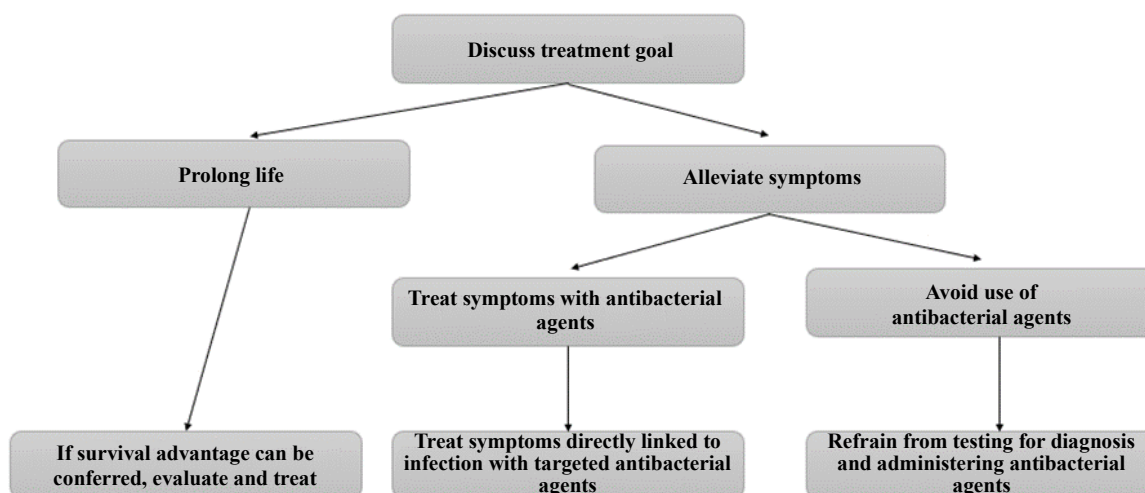 Discuss treatment goal
Prolong life
Alleviate symptoms
Treat symptoms with antibacterial
agents
Avoid use of
antibacterial agents
If survival advantage can be
conferred, evaluate and treat
Treat symptoms directly linked to
infection with targeted antibacterial
agents
Refrain from testing for diagnosis
and administering antibacterial
agents